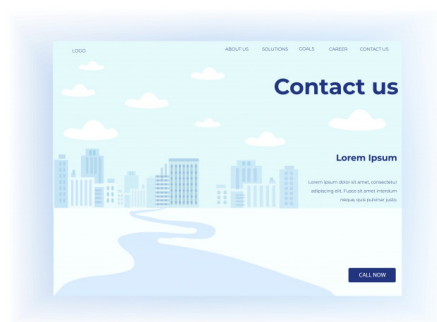 LOGO
ABOUT US
SOLUTIONS
GOALS
CAREER
CONTACT US
Contact us
Lorem Ipsum
Lorem ipsum dolor sit amet, consectetur
adipiscing elit. Fusce sit amet interdum
neque, quis pulvinar justo.
CALL NOW